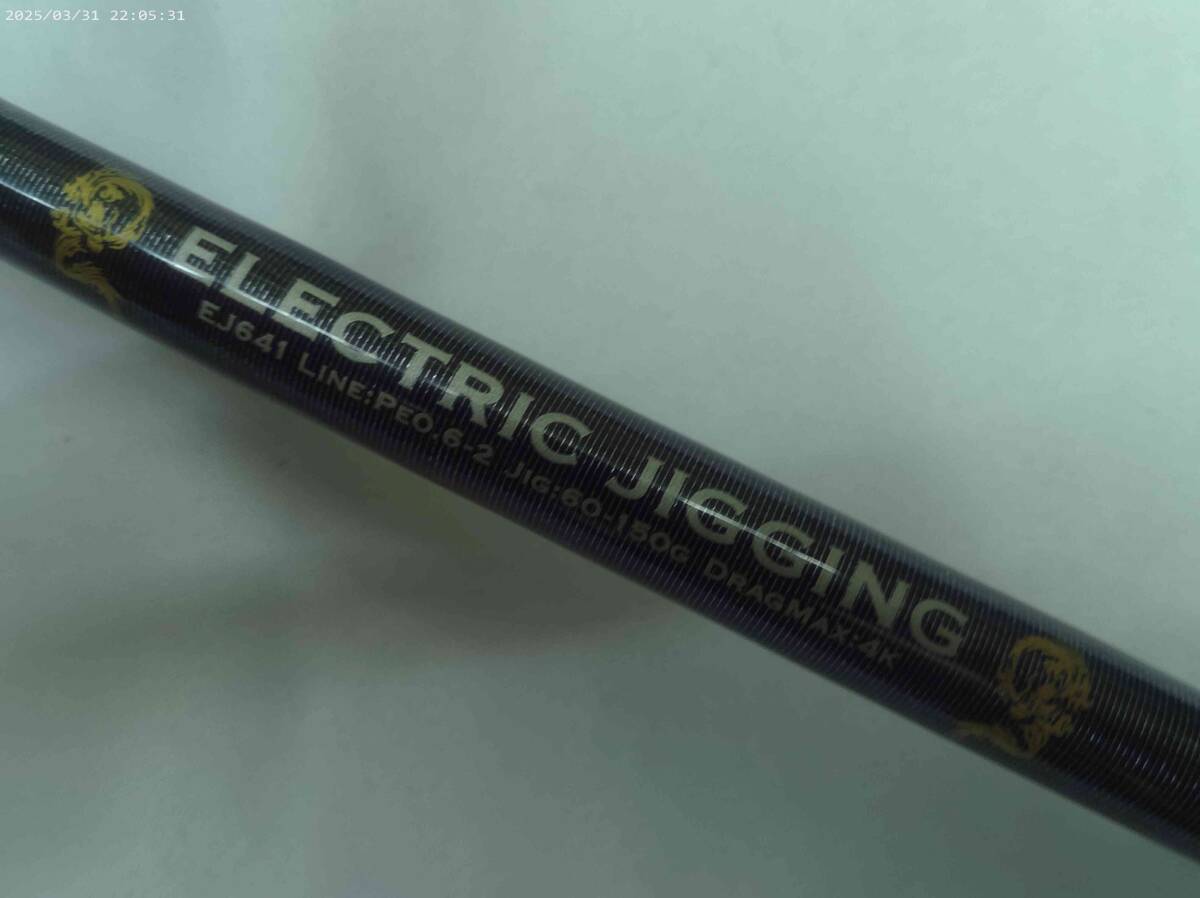 2025/03/31 22:05:31
ELECTRIC JIGGING
EJ641 LINE:PE0.6-2 JIG:60-150G DRAGMAX:4K